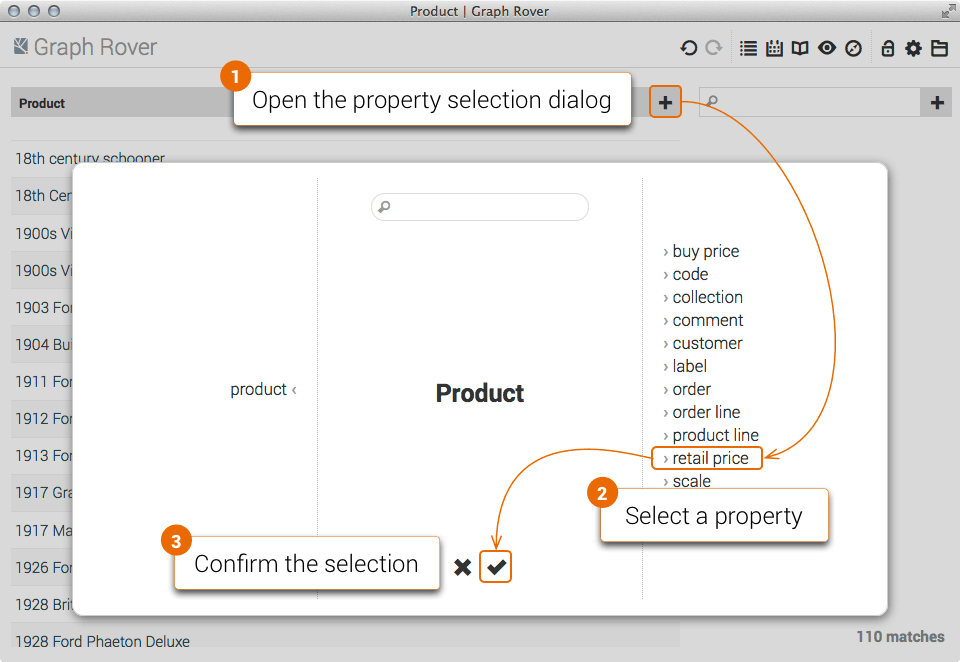 Product | Graph Rover
Graph Rover
1
Open the property selection dialog
Product
18th century schooner
18th Cen
1900s Vi
1900s Vi
1903 For
1904 Bui
1911 For
1912 For
1913 For
1917 Gra
1917 Ma
1926 For
1928 Brit
1928 Ford Phaeton Deluxe
product ‹
Product
› buy price
› code
› collection
› comment
› customer
› label
› order
› order line
› product line
› retail price
› scale
2
Select a property
3
Confirm the selection
110 matches